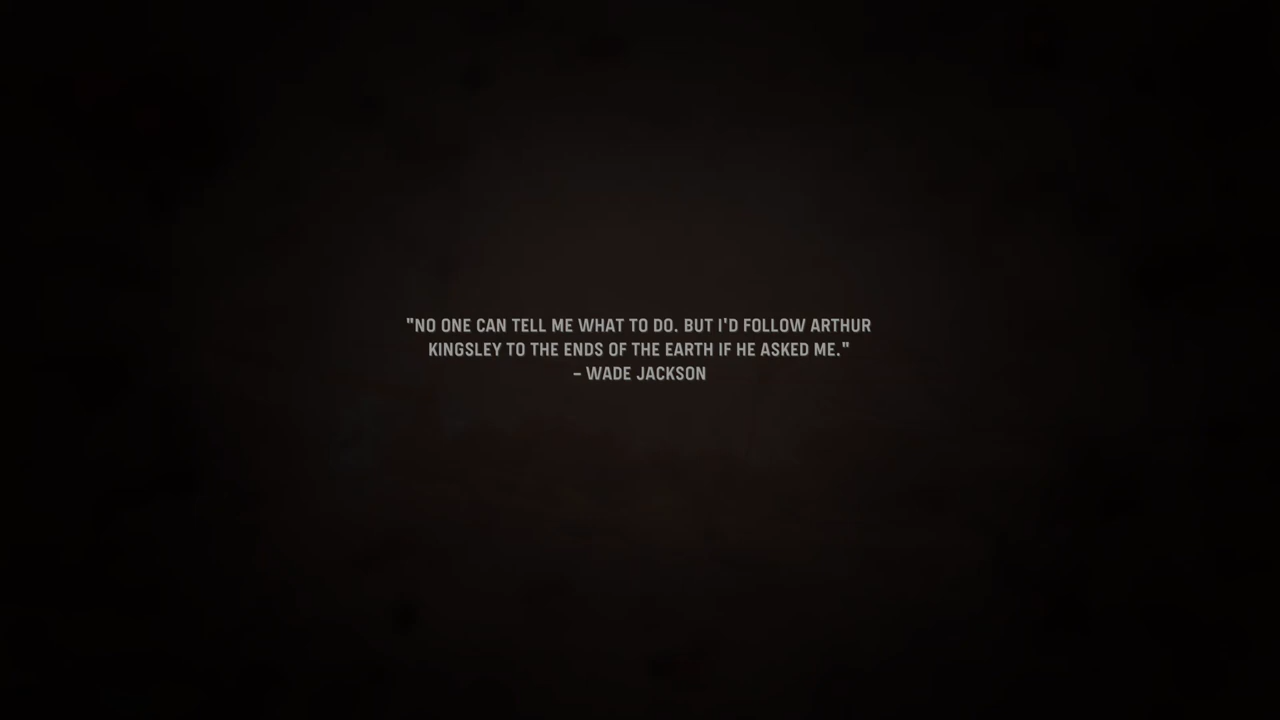 "NO ONE CAN TELL ME WHAT TO DO. BUT I'D FOLLOW ARTHUR
KINGSLEY TO THE ENDS OF THE EARTH IF HE ASKED ME."
- WADE JACKSON